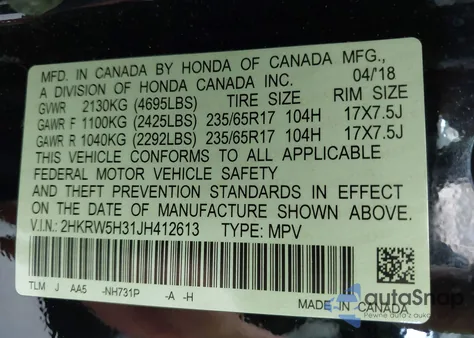 MFD. IN CANADA BY HONDA OF CANADA MFG.,
A DIVISION OF HONDA CANADA INC. 04/'18
GVWR 2130KG (4695LBS) TIRE SIZE RIM SIZE
GAWR F 1100KG (2425LBS) 235/65R17 104H 17X7.5J
GAWR R 1040KG (2292LBS) 235/65R17 104H 17X7.5J
THIS VEHICLE CONFORMS TO ALL APPLICABLE
FEDERAL MOTOR VEHICLE SAFETY
AND THEFT PREVENTION STANDARDS IN EFFECT
ON THE DATE OF MANUFACTURE SHOWN ABOVE.
V.I.N.: 2HKRW5H31JH412613 TYPE: MPV
TLM J AA5 -NH731P -A -H
MADE IN CANADA
autoSnap
Pewne auta z aukcji